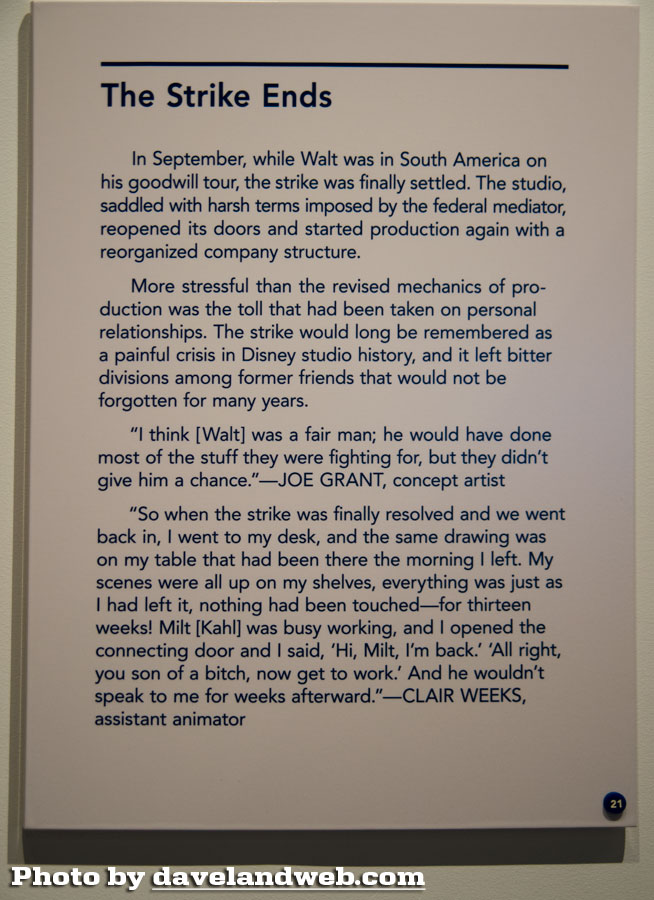 The Strike Ends
In September, while Walt was in South America on
his goodwill tour, the strike was finally settled. The studio,
saddled with harsh terms imposed by the federal mediator,
reopened its doors and started production again with a
reorganized company structure.
More stressful than the revised mechanics of pro-
duction was the toll that had been taken on personal
relationships. The strike would long be remembered as
a painful crisis in Disney studio history, and it left bitter
divisions among former friends that would not be
forgotten for many years.
“I think [Walt] was a fair man; he would have done
most of the stuff they were fighting for, but they didn’t
give him a chance.”—JOE GRANT, concept artist
“So when the strike was finally resolved and we went
back in, I went to my desk, and the same drawing was
on my table that had been there the morning I left. My
scenes were all up on my shelves, everything was just as
I had left it, nothing had been touched—for thirteen
weeks! Milt [Kahl] was busy working, and I opened the
connecting door and I said, ‘Hi, Milt, I’m back.’ ‘All right,
you son of a bitch, now get to work.’ And he wouldn’t
speak to me for weeks afterward.”—CLAIR WEEKS,
assistant animator
21
Photo by davelandweb.com